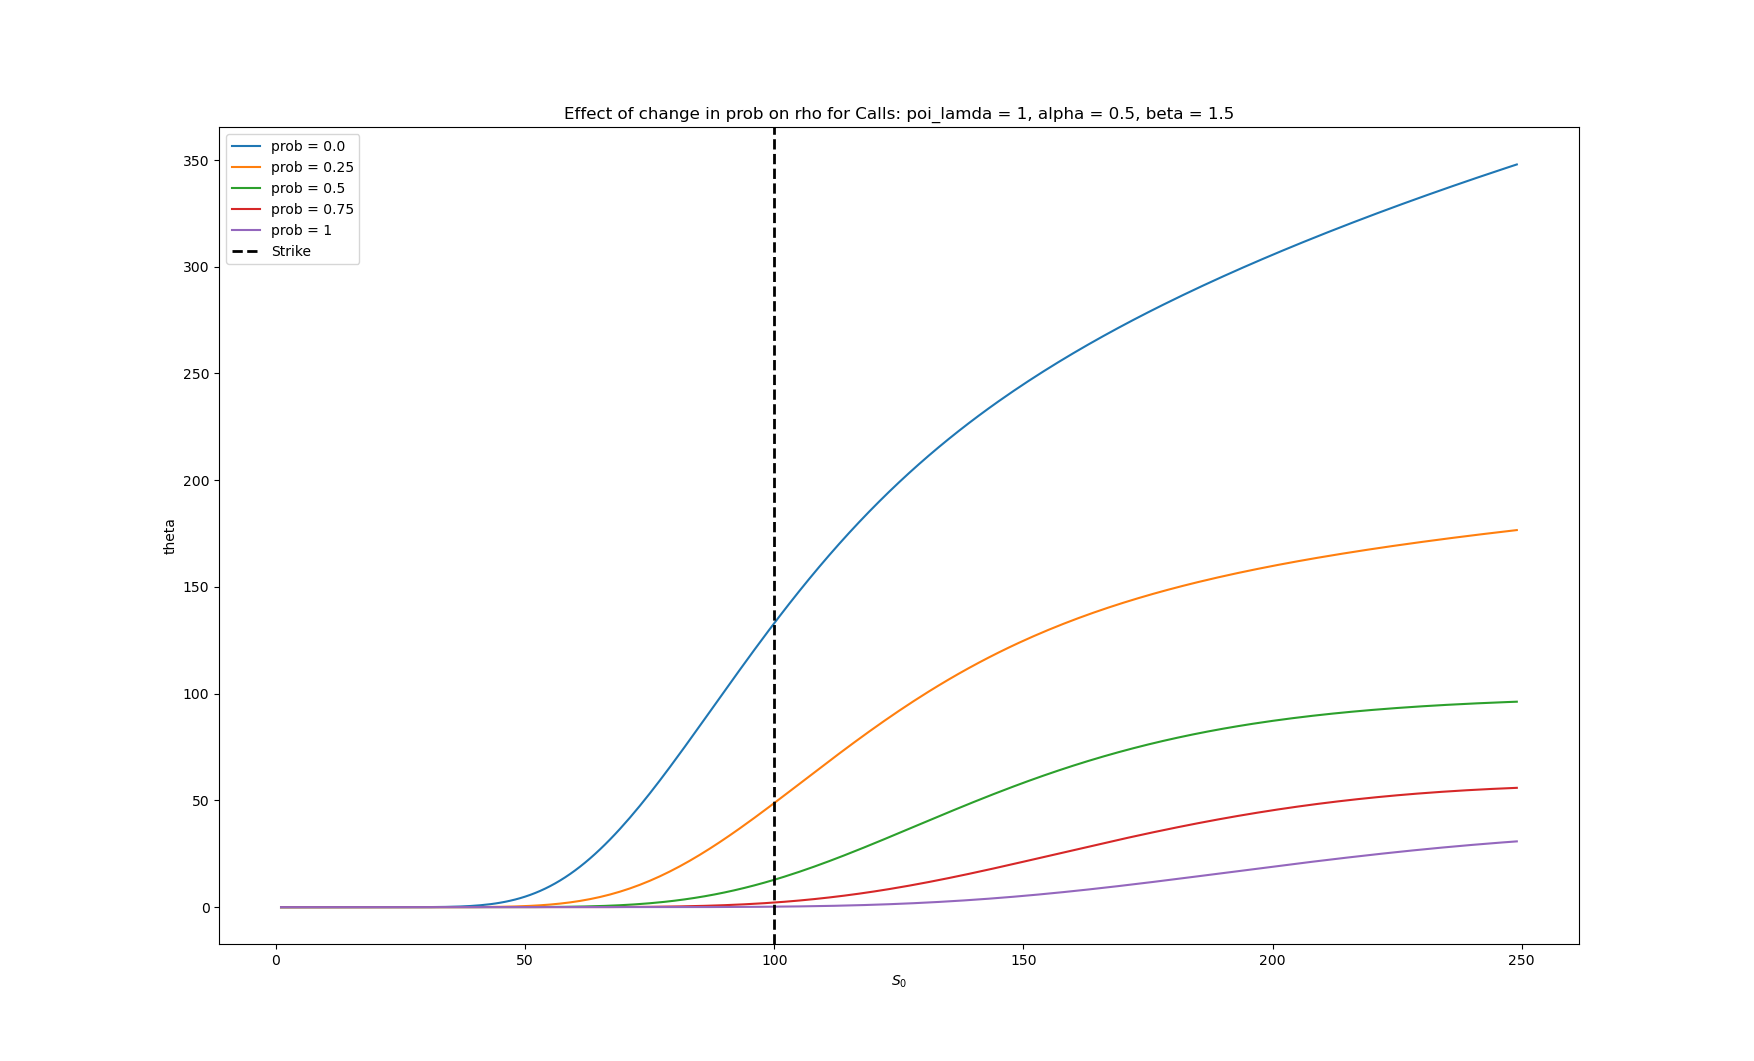 Effect of change in prob on rho for Calls: poi_lamda = 1, alpha = 0.5, beta = 1.5
prob = 0.0
prob = 0.25
prob = 0.5
prob = 0.75
prob = 1
Strike
350
300
250
200
150
100
50
0
theta
0
50
100
150
200
250
S₀